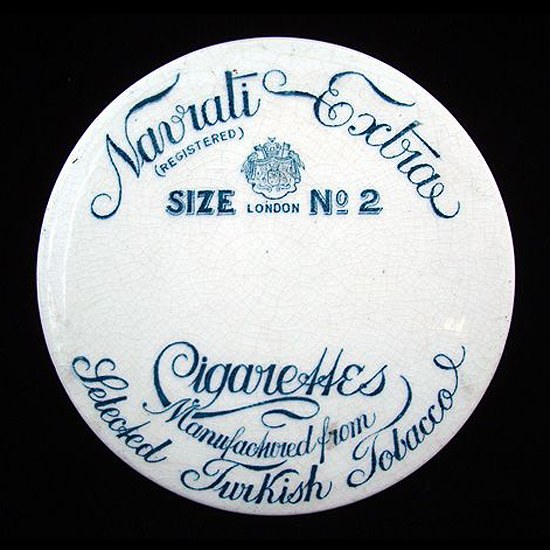 Navrati Extra
(REGISTERED)
SIZE LONDON Nº 2
Cigarettes
Manufactured from
Selected Turkish Tobacco